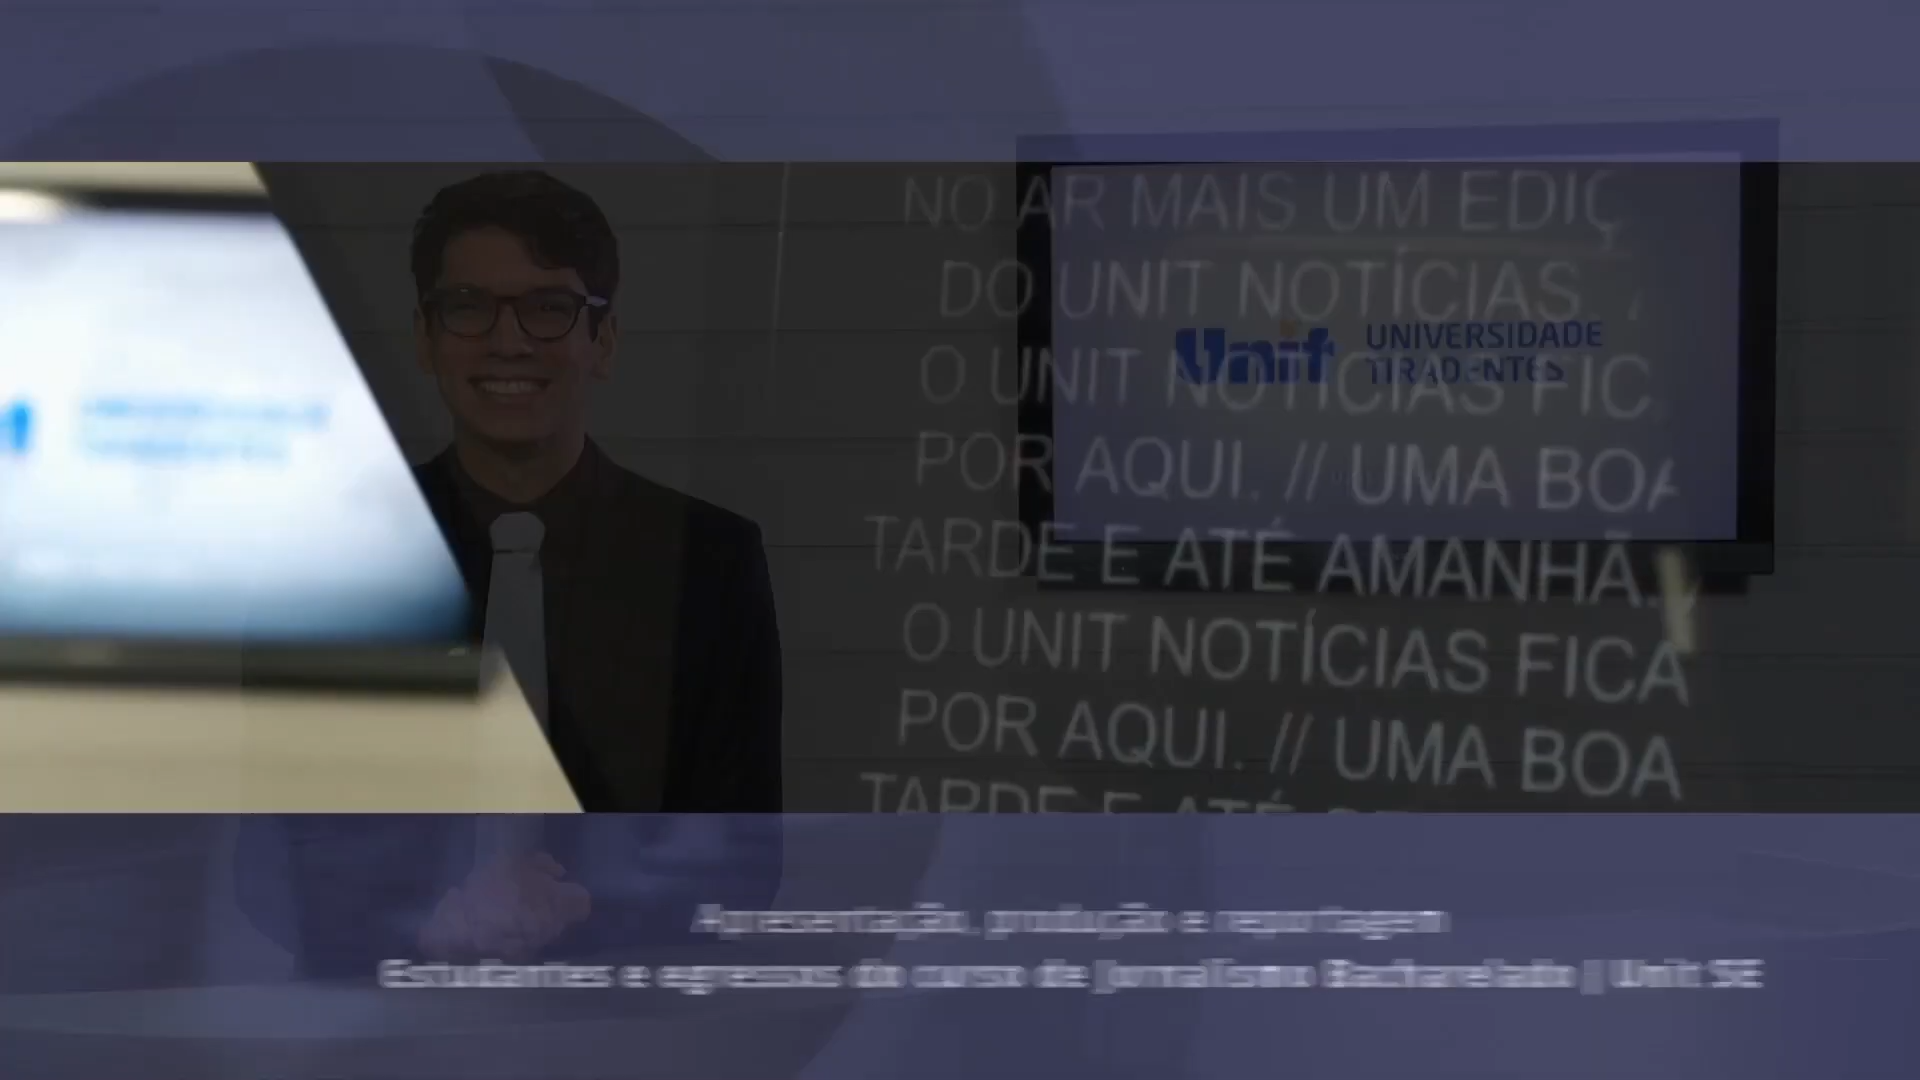 NO AR MAIS UM EDIÇ
DO UNIT NOTÍCIAS. /
O UNIT NOTÍCIAS FIC
POR AQUI. // UMA BOA
TARDE E ATÉ AMANHÃ.
O UNIT NOTÍCIAS FICA
POR AQUI. // UMA BOA
TARDE E ATÉ
Unit UNIVERSIDADE
TIRADENTES
Apresentação, produção e reportagem
Estudantes e egressos do curso de Jornalismo Bacharelado | Unit SE